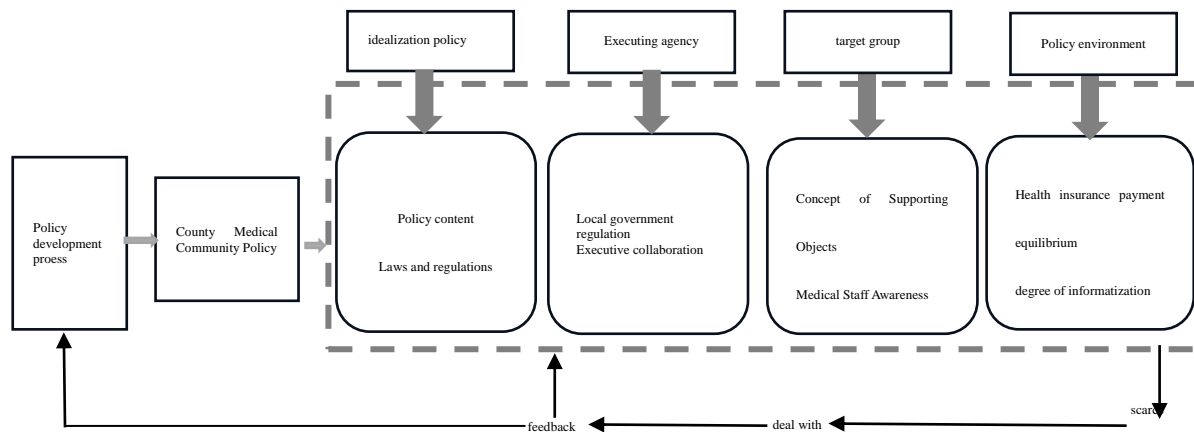 idealization policy
Executing agency
target group
Policy environment
Policy
development
proess
County Medical
Community Policy
Policy content
Laws and regulations
Local government
regulation
Executive collaboration
Concept of Supporting
Objects
Medical Staff Awareness
Health insurance payment
equilibrium
degree of informatization
feedback
deal with